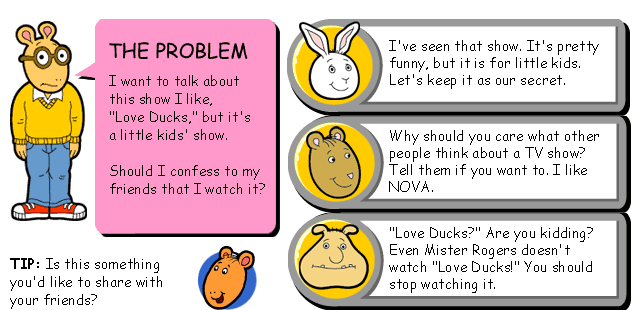 THE PROBLEM
I want to talk about
this show I like,
"Love Ducks," but it's
a little kids' show.
Should I confess to my
friends that I watch it?
TIP: Is this something
you'd like to share with
your friends?
I've seen that show. It's pretty
funny, but it is for little kids.
Let's keep it as our secret.
Why should you care what other
people think about a TV show?
Tell them if you want to. I like
NOVA.
"Love Ducks?" Are you kidding?
Even Mister Rogers doesn't
watch "Love Ducks!" You should
stop watching it.